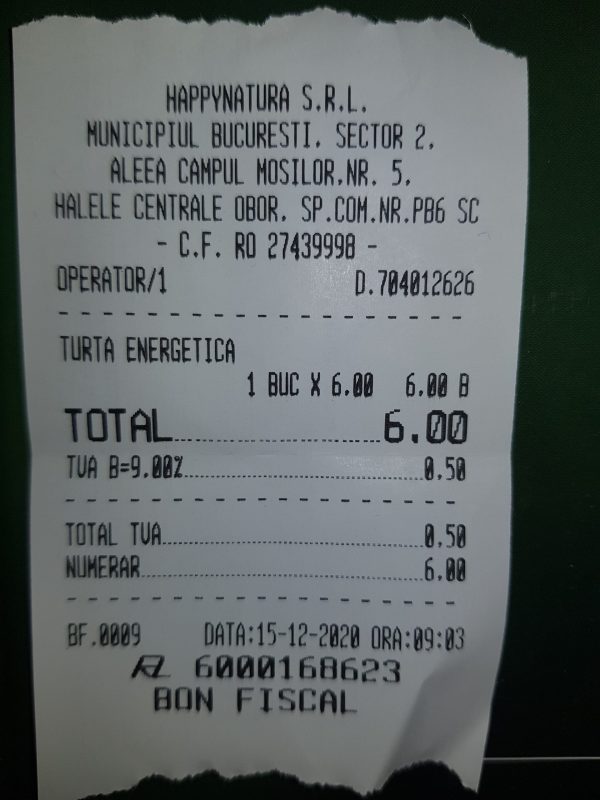 HAPPYNATURA S.R.L.
MUNICIPIUL BUCURESTI, SECTOR 2,
ALEEA CAMPUL MOSILOR,NR. 5,
HALELE CENTRALE OBOR, SP.COM.NR.PB6 SC
- C.F. RO 27439998 -
OPERATOR/1 D.704012626
TURTA ENERGETICA
1 BUC X 6.00 6.00 B
TOTAL 6.00
TVA B=9.00% 0.50
TOTAL TVA 0.50
NUMERAR 6.00
BF.0009 DATA:15-12-2020 ORA:09:03
6000168623
BON FISCAL